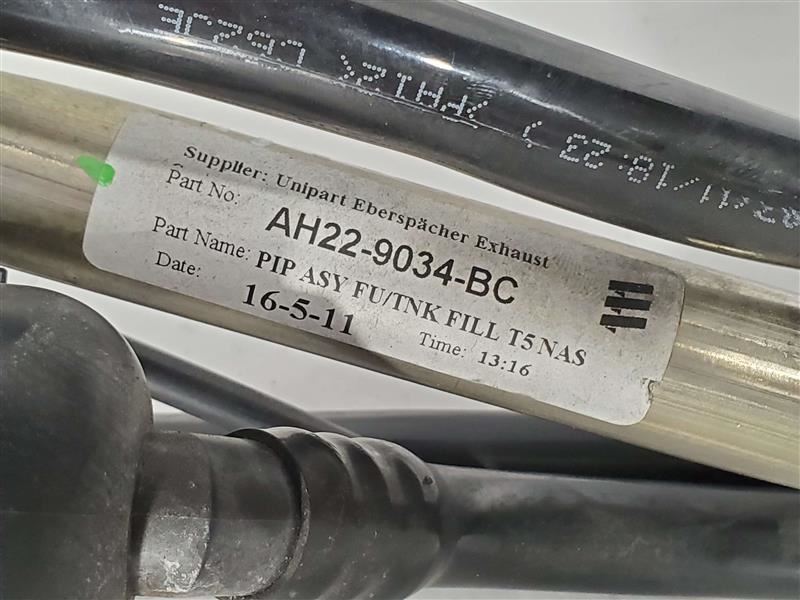 Supplier: Unipart Eberspächer Exhaust
Part No:
AH22-9034-BC
Part Name: PIP ASY FU/TNK FILL T5 NAS
Date: 16-5-11
Time: 13:16